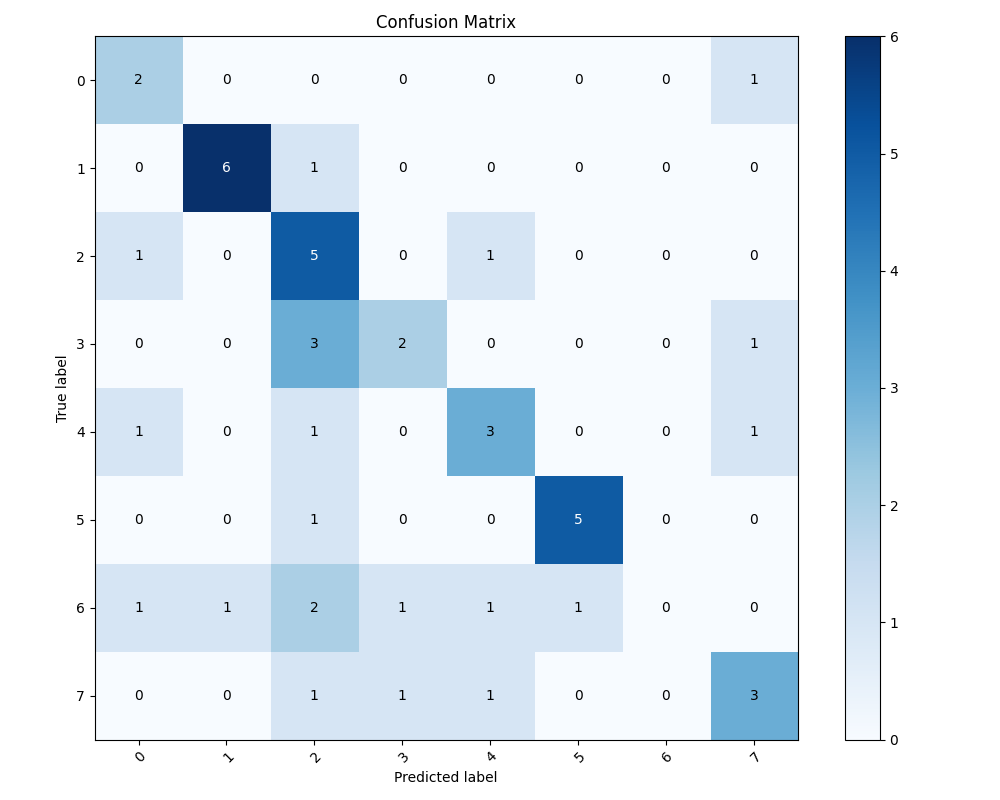 Confusion Matrix
0 2 0 0 0 0 0 0 1
1 0 6 1 0 0 0 0 0
2 1 0 5 0 1 0 0 0
3 0 0 3 2 0 0 0 1
4 1 0 1 0 3 0 0 1
5 0 0 1 0 0 5 0 0
6 1 1 2 1 1 1 0 0
7 0 0 1 1 1 0 0 3
0 1 2 3 4 5 6 7
Predicted label
True label
6
5
4
3
2
1
0